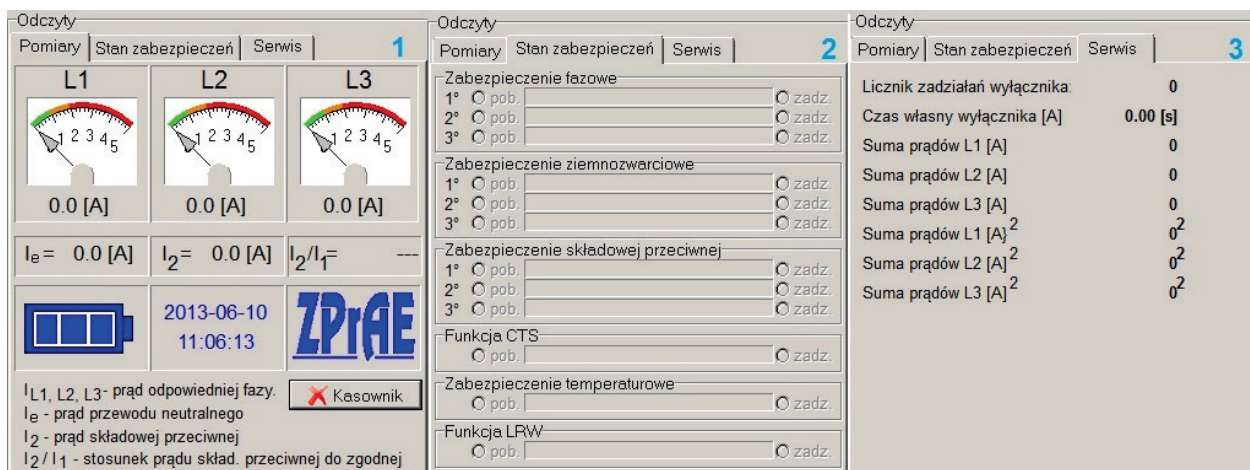 Odczyty
Pomiary Stan zabezpieczeń Serwis 1
L1 L2 L3
1 2 3 4 5 1 2 3 4 5 1 2 3 4 5
0.0 [A] 0.0 [A] 0.0 [A]
Ie = 0.0 [A] I2 = 0.0 [A] I2/I1= ---
2013-06-10
11:06:13
ZPrAE
IL1, L2, L3 - prąd odpowiedniej fazy.
Kasownik
Ie - prąd przewodu neutralnego
I2 - prąd składowej przeciwnej
I2 / I1 - stosunek prądu skład. przeciwnej do zgodnej
Odczyty
Pomiary Stan zabezpieczeń Serwis 2
Zabezpieczenie fazowe
1° pob. zadz.
2° pob. zadz.
3° pob. zadz.
Zabezpieczenie ziemnozwarciowe
1° pob. zadz.
2° pob. zadz.
3° pob. zadz.
Zabezpieczenie składowej przeciwnej
1° pob. zadz.
2° pob. zadz.
3° pob. zadz.
Funkcja CTS
pob. zadz.
Zabezpieczenie temperaturowe
pob. zadz.
Funkcja LRW
pob. zadz.
Odczyty
Pomiary Stan zabezpieczeń Serwis 3
Licznik zadziałań wyłącznika: 0
Czas własny wyłącznika [A] 0.00 [s]
Suma prądów L1 [A] 0
Suma prądów L2 [A] 0
Suma prądów L3 [A] 0
Suma prądów L1 [A}² 0²
Suma prądów L2 [A]² 0²
Suma prądów L3 [A]² 0²